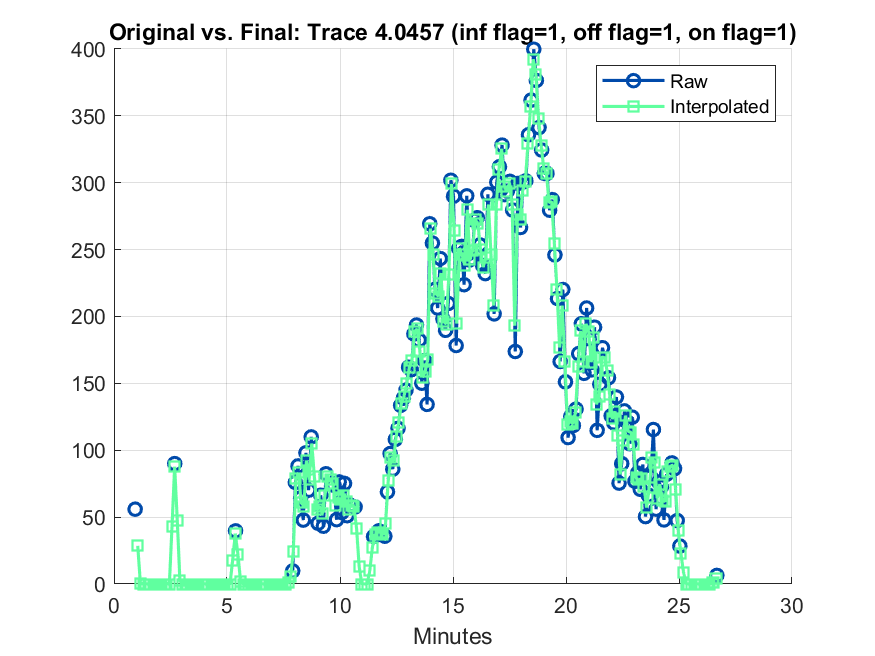 Original vs. Final: Trace 4.0457 (inf flag=1, off flag=1, on flag=1)
400
350
300
250
200
150
100
50
0
Raw
Interpolated
0 5 10 15 20 25 30
Minutes